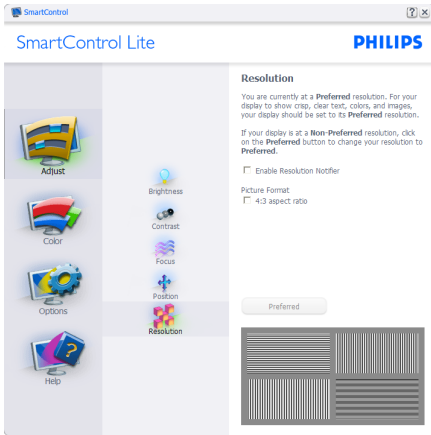 SmartControl
SmartControl Lite
PHILIPS
Adjust
Color
Options
Help
Brightness
Contrast
Focus
Position
Resolution
Resolution
You are currently at a Preferred resolution. For your
display to show crisp, clear text, colors, and images,
your display should be set to its Preferred resolution.
If your display is at a Non-Preferred resolution, click
on the Preferred button to change your resolution to
Preferred.
Enable Resolution Notifier
Picture Format
4:3 aspect ratio
Preferred